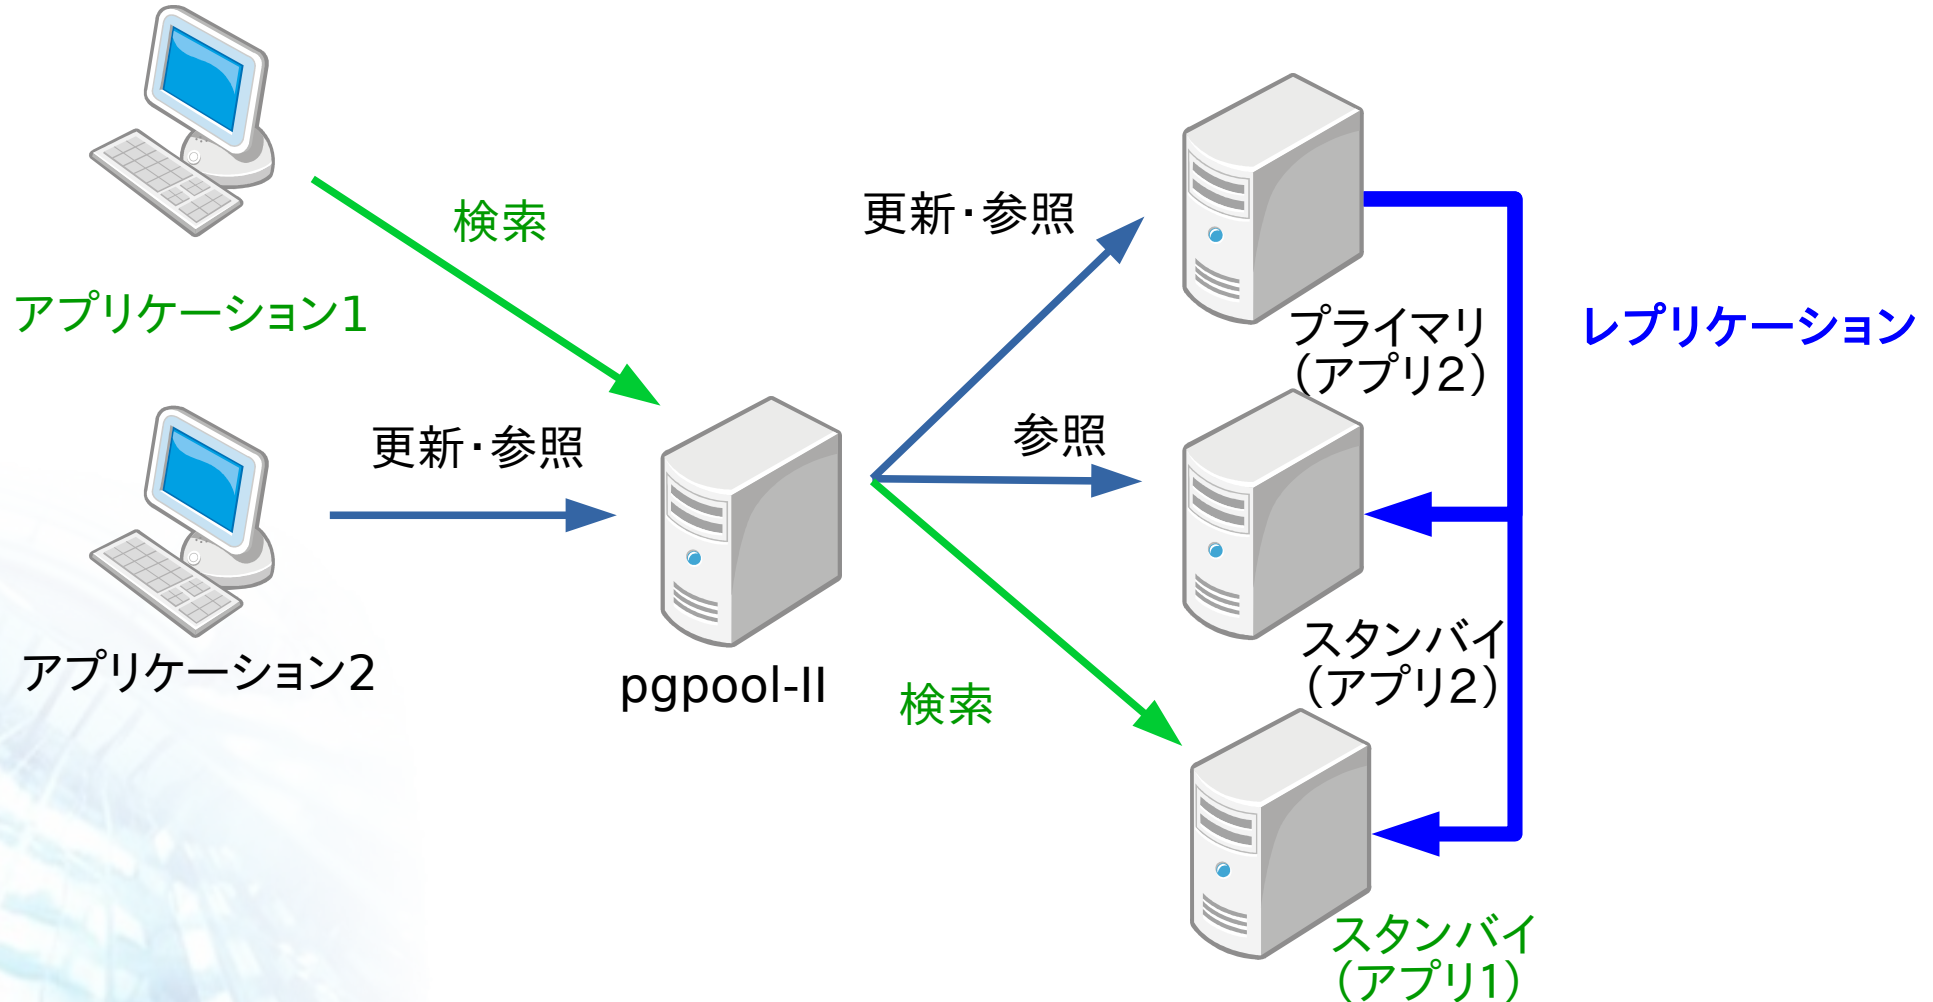 検索
更新・参照
アプリケーション1
プライマリ
(アプリ2)
レプリケーション
更新・参照
参照
アプリケーション2
pgpool-II
スタンバイ
(アプリ2)
検索
スタンバイ
(アプリ1)